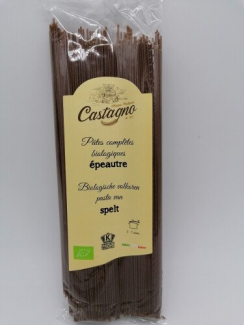 Castagno
Pâtes complètes
biologiques
épeautre
Biologische volkoren
pasta van
spelt